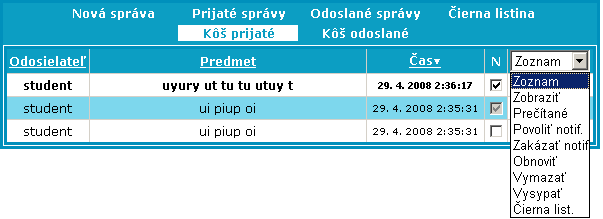 Nová správa Prijaté správy Odoslané správy Čierna listina
Kôš prijaté Kôš odoslané
Odosielateľ Predmet Čas▾ N Zoznam
student uyury ut tu tu utuy t 29. 4. 2008 2:36:17
student ui piup oi 29. 4. 2008 2:35:31
student ui piup oi 29. 4. 2008 2:35:31
Zoznam
Zobraziť
Prečítané
Povoliť notif.
Zakázať notif
Obnoviť
Vymazať
Vysypať
Čierna list.